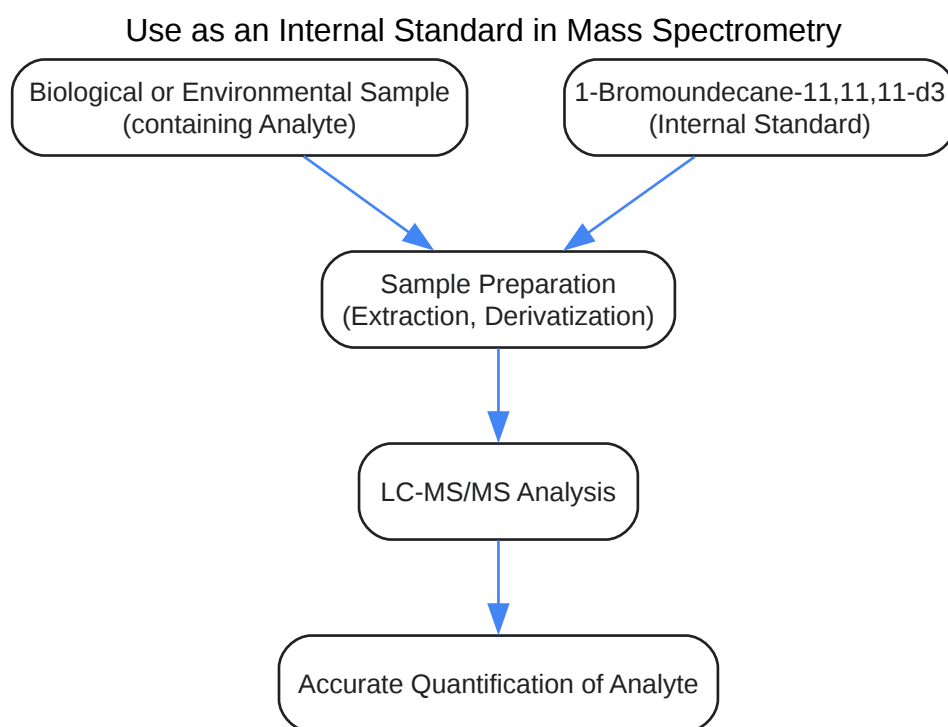 Use as an Internal Standard in Mass Spectrometry
Biological or Environmental Sample
(containing Analyte)
1-Bromoundecane-11,11,11-d3
(Internal Standard)
Sample Preparation
(Extraction, Derivatization)
LC-MS/MS Analysis
Accurate Quantification of Analyte